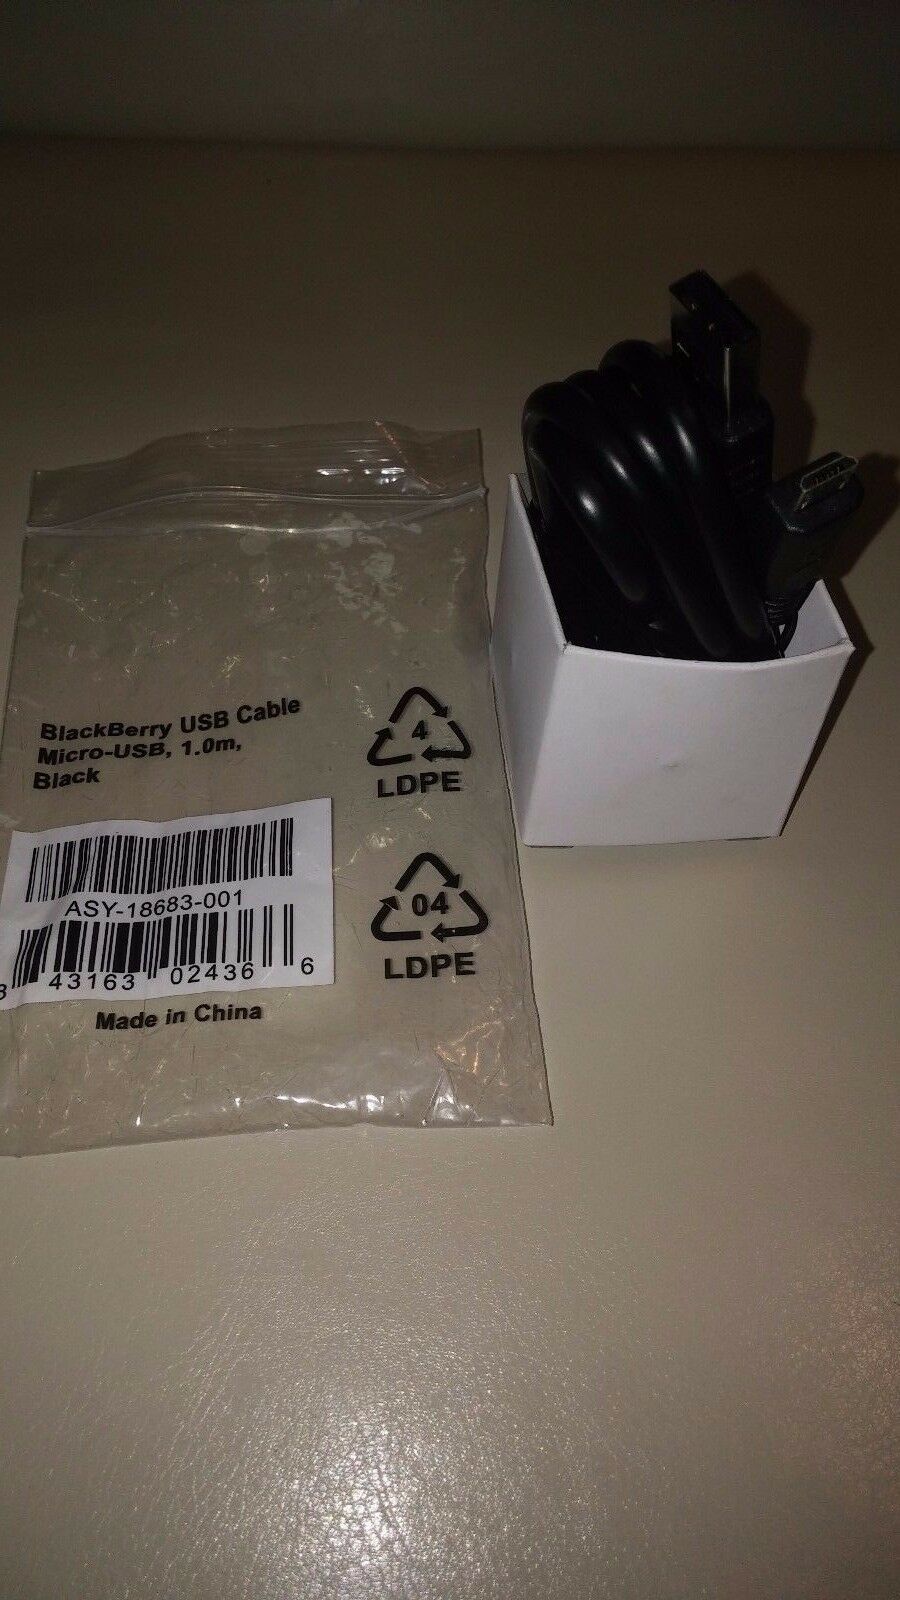 BlackBerry USB Cable
Micro-USB, 1.0m,
Black
4
LDPE
ASY-18683-001
8 43163 02436 6
04
LDPE
Made in China